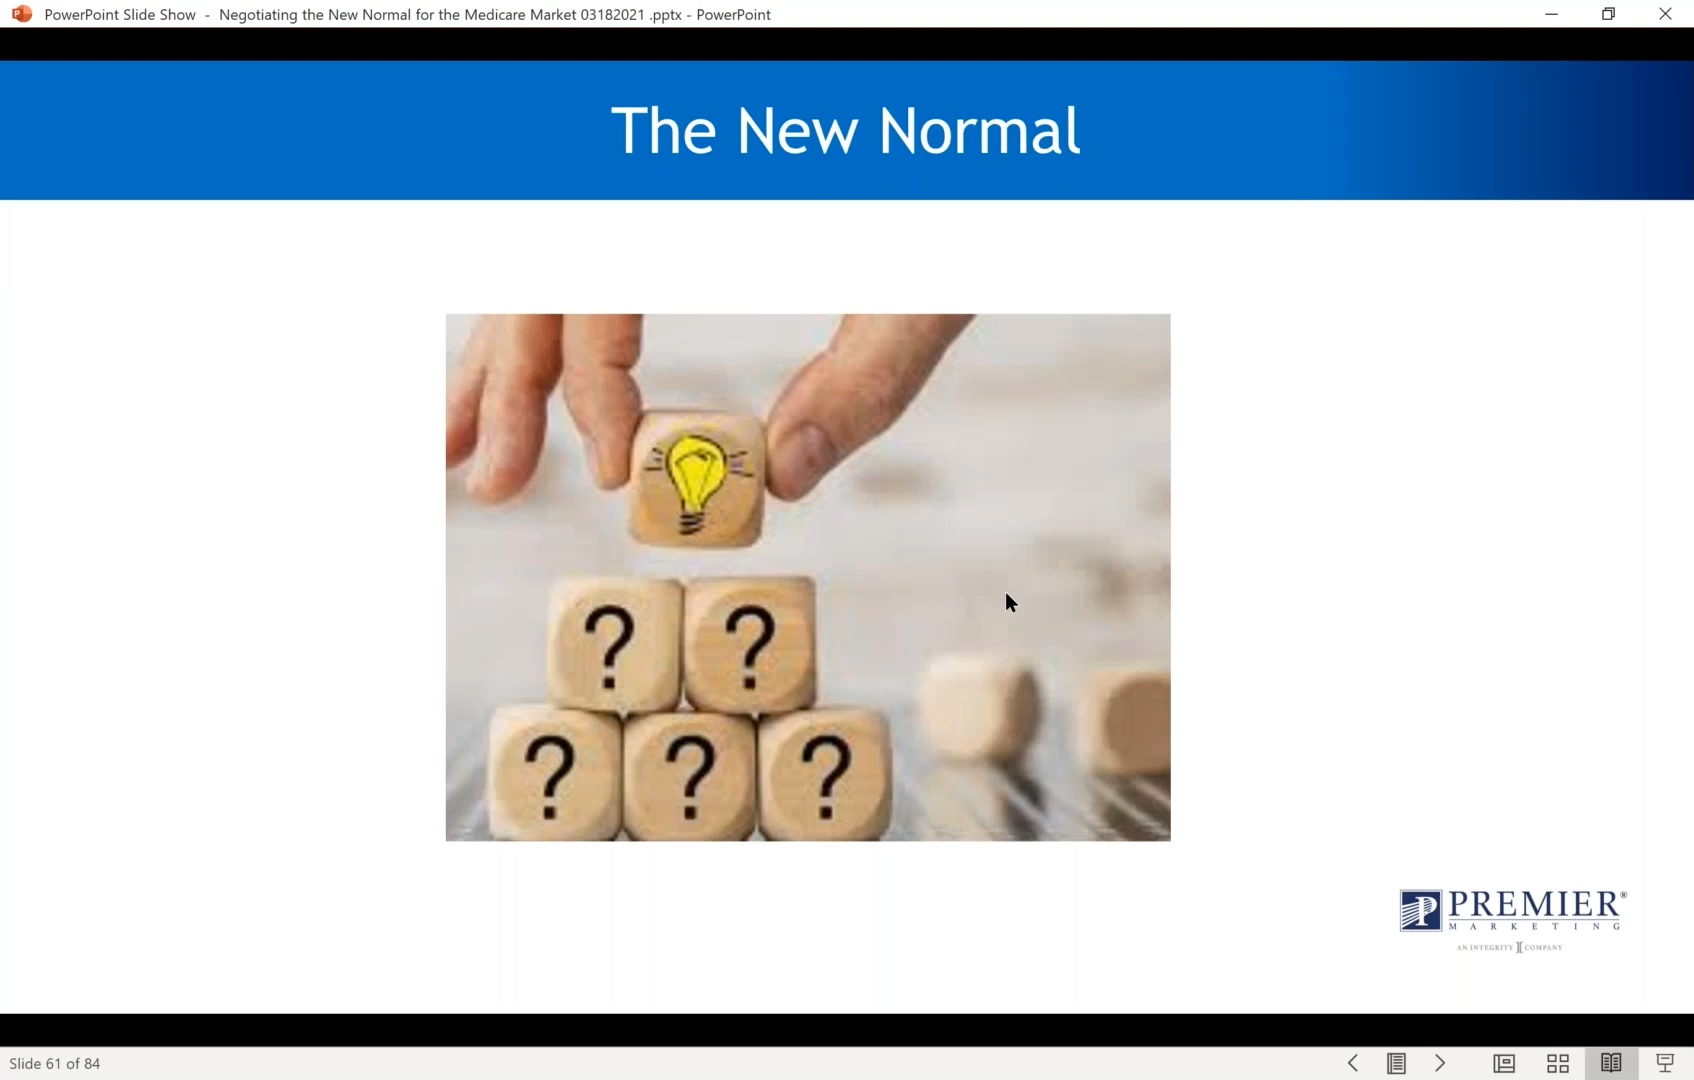 PowerPoint Slide Show - Negotiating the New Normal for the Medicare Market 03182021 .pptx - PowerPoint
The New Normal
? ?
? ? ?
P PREMIER®
MARKETING
AN INTEGRITY COMPANY
Slide 61 of 84